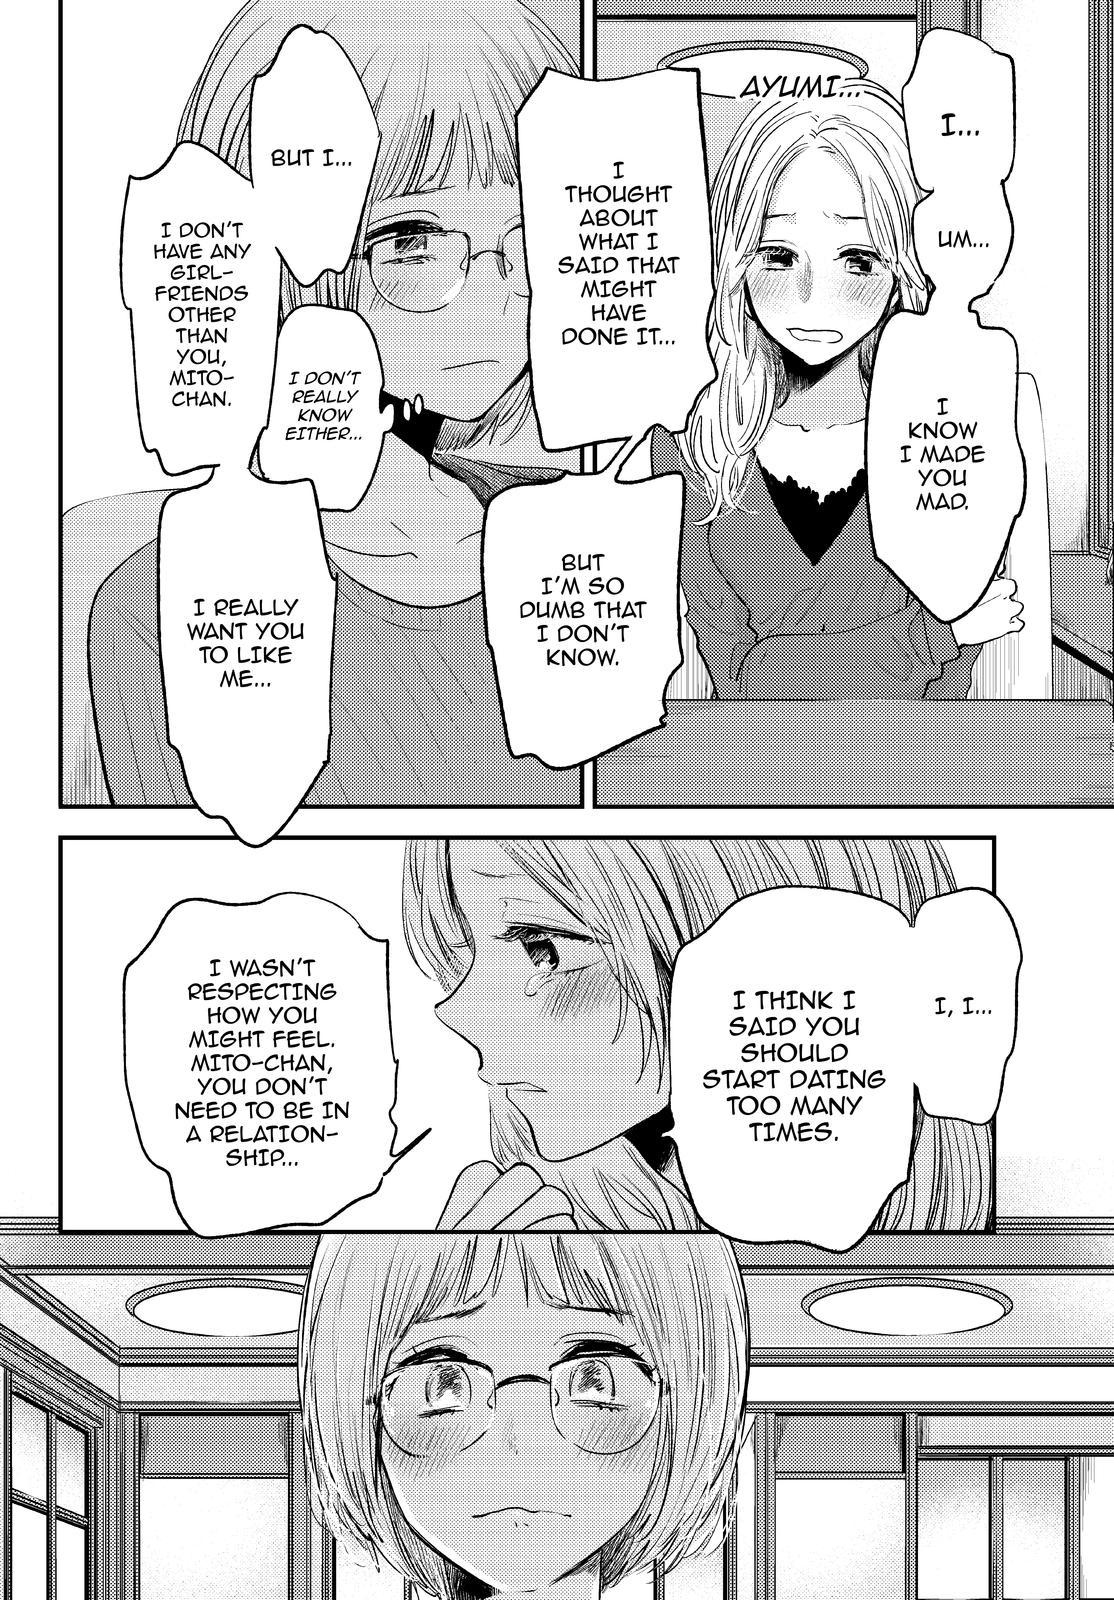 AYUMI...
I...
UM...
I
KNOW
I MADE
YOU
MAD.
I
THOUGHT
ABOUT
WHAT I
SAID THAT
MIGHT
HAVE
DONE IT...
BUT
I'M SO
DUMB THAT
I DON'T
KNOW.
BUT I...
I DON'T
HAVE ANY
GIRL-
FRIENDS
OTHER
THAN
YOU,
MITO-
CHAN.
I DON'T
REALLY
KNOW
EITHER...
I REALLY
WANT YOU
TO LIKE
ME...
I, I...
I THINK I
SAID YOU
SHOULD
START DATING
TOO MANY
TIMES.
I WASN'T
RESPECTING
HOW YOU
MIGHT FEEL.
MITO-CHAN,
YOU DON'T
NEED TO BE IN
A RELATION-
SHIP...